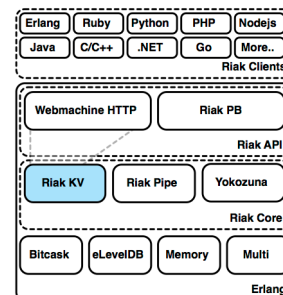 Erlang Ruby Python PHP Nodejs
Java C/C++ .NET Go More..
Riak Clients
Webmachine HTTP Riak PB
Riak API
Riak KV Riak Pipe Yokozuna
Riak Core
Bitcask eLevelDB Memory Multi
Erlang